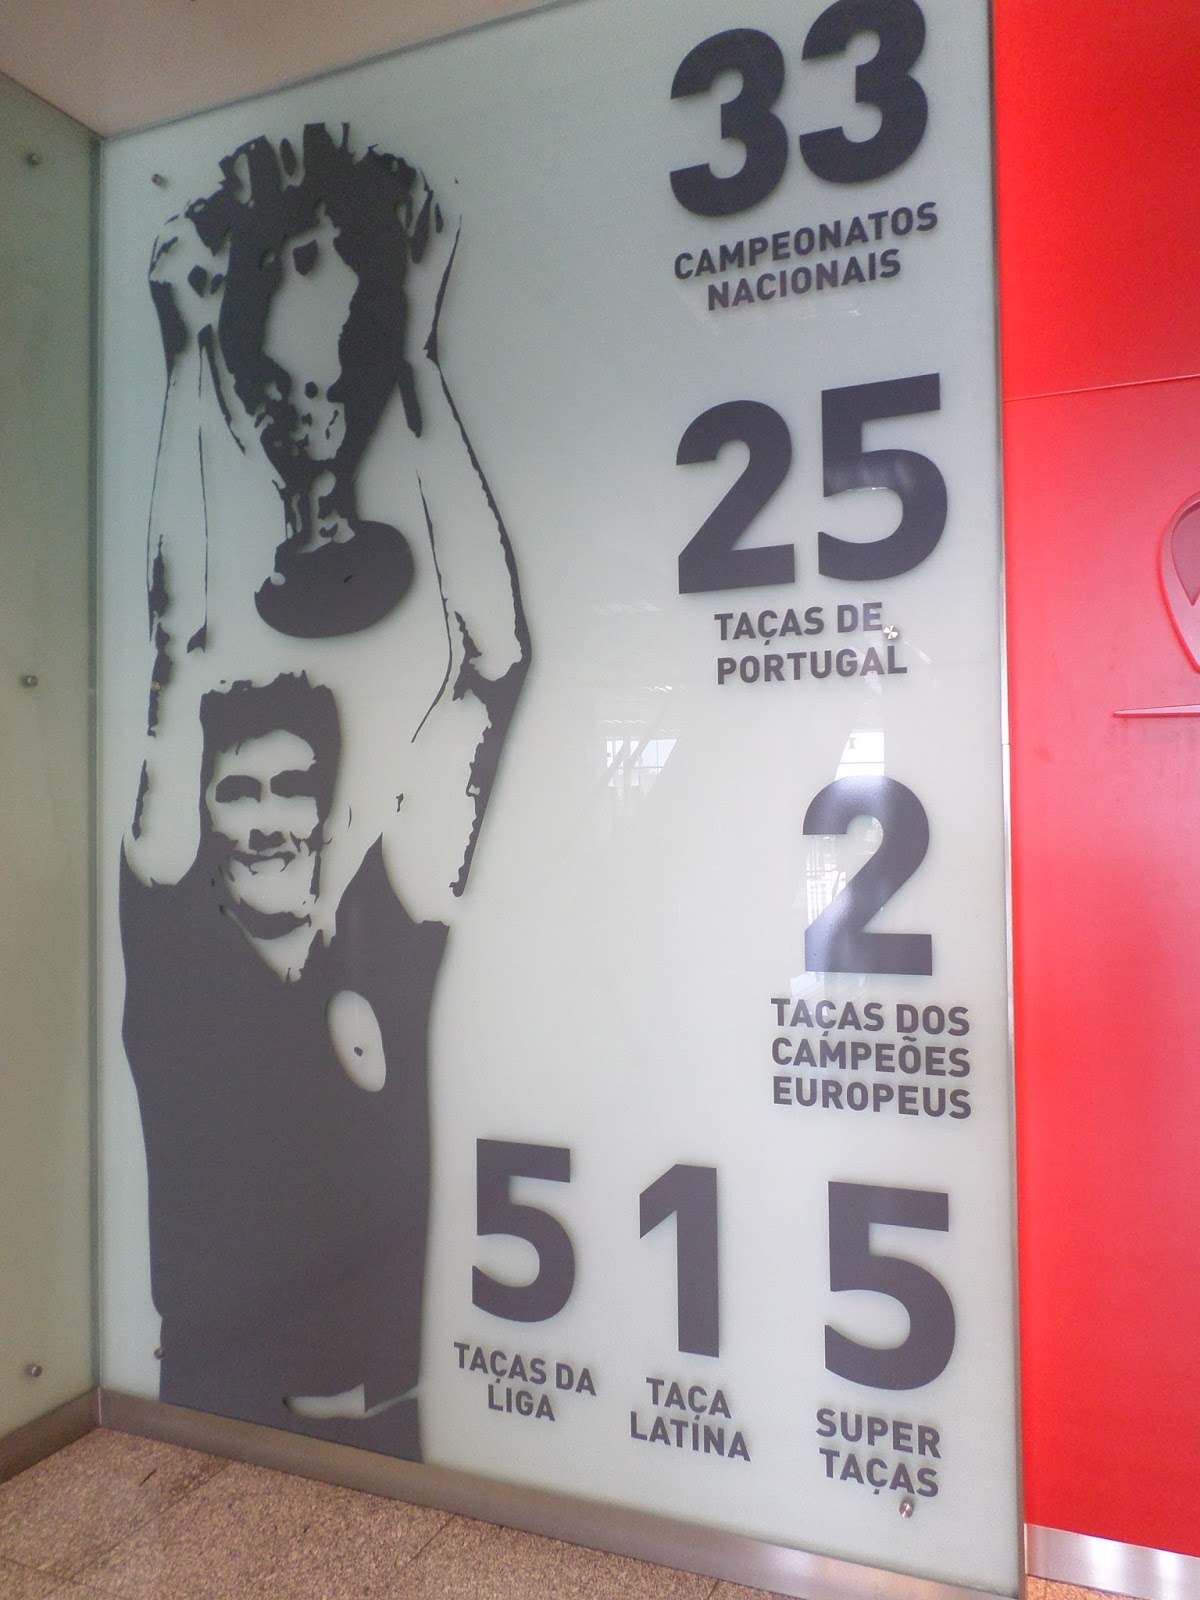 33
CAMPEONATOS
NACIONAIS
25
TAÇAS DE
PORTUGAL
2
TAÇAS DOS
CAMPEÕES
EUROPEUS
5
TAÇAS DA
LIGA
1
TAÇA
LATINA
5
SUPER
TAÇAS